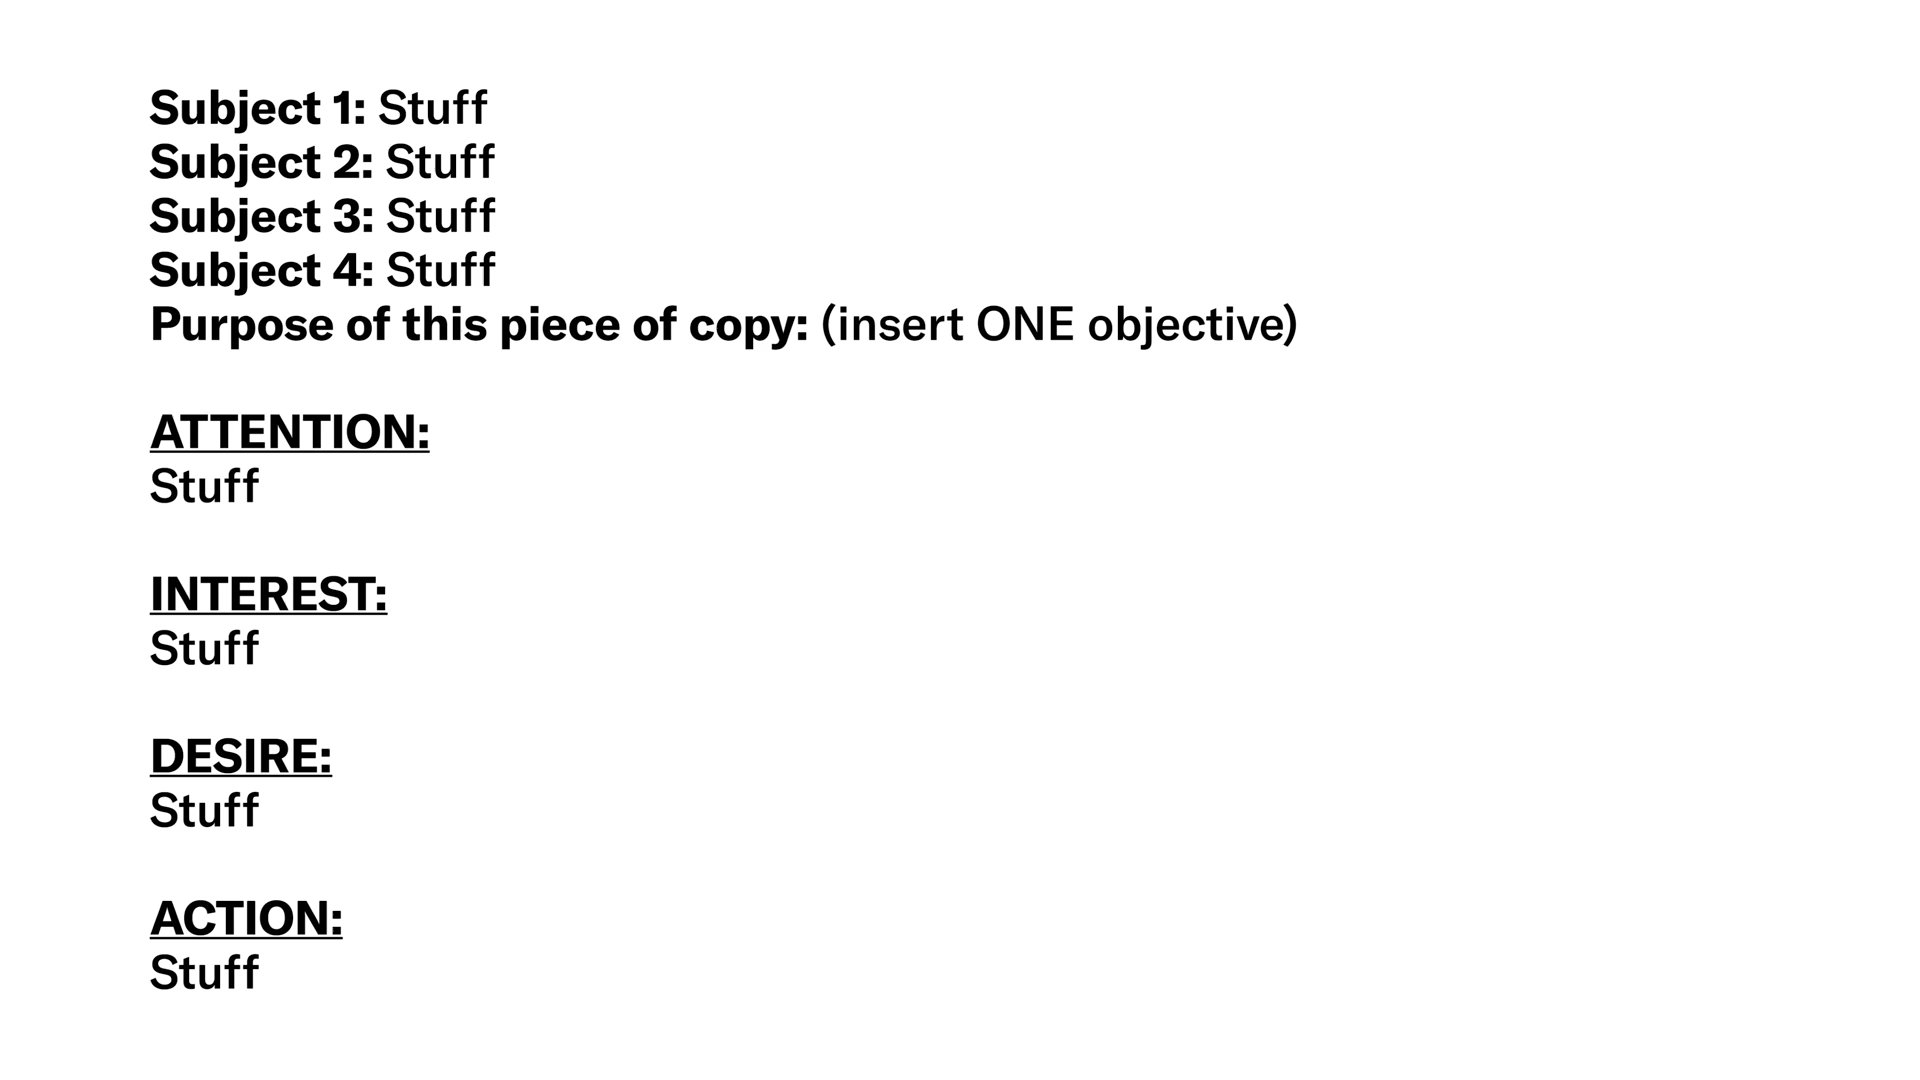 Subject 1: Stuff
Subject 2: Stuff
Subject 3: Stuff
Subject 4: Stuff
Purpose of this piece of copy: (insert ONE objective)
ATTENTION:
Stuff
INTEREST:
Stuff
DESIRE:
Stuff
ACTION:
Stuff